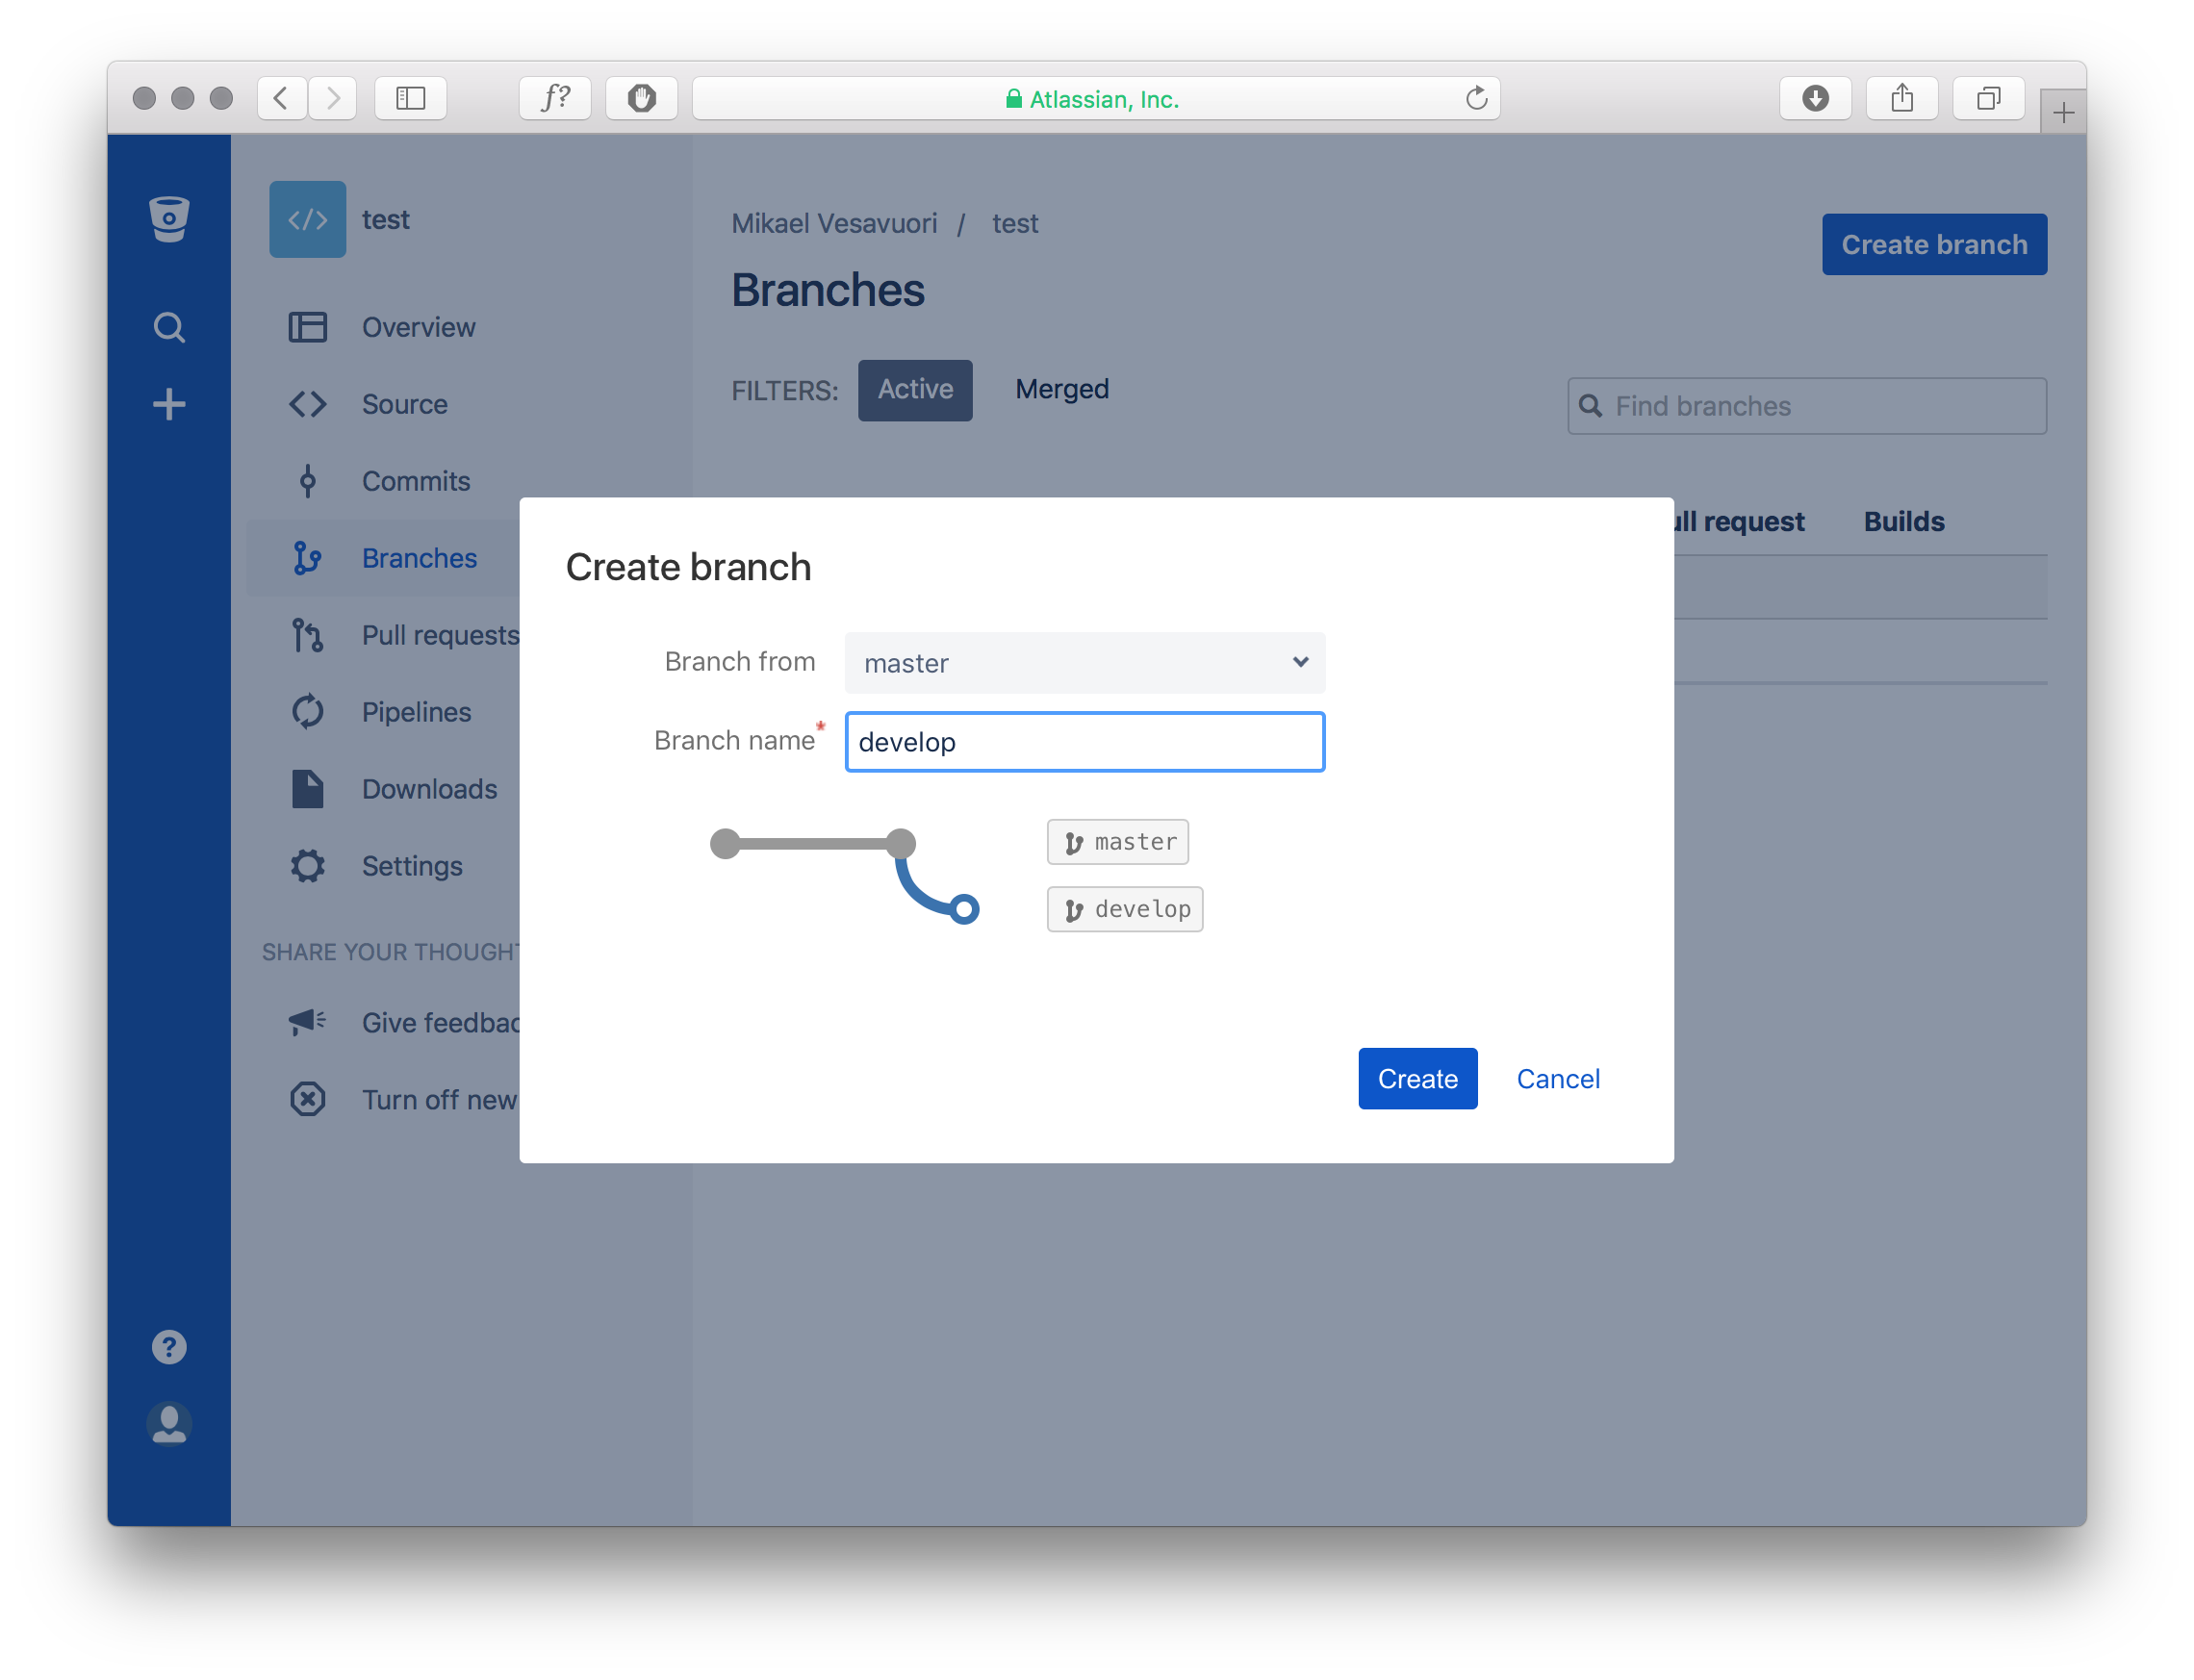 f?
Atlassian, Inc.
test
Mikael Vesavuori / test
Create branch
Branches
Overview
FILTERS: Active Merged
Find branches
Source
Commits
ull request Builds
Branches
Pull requests
Pipelines
Downloads
Settings
SHARE YOUR THOUGHT
Give feedbac
Turn off new
Create branch
Branch from master
Branch name* develop
master
develop
Create Cancel
?